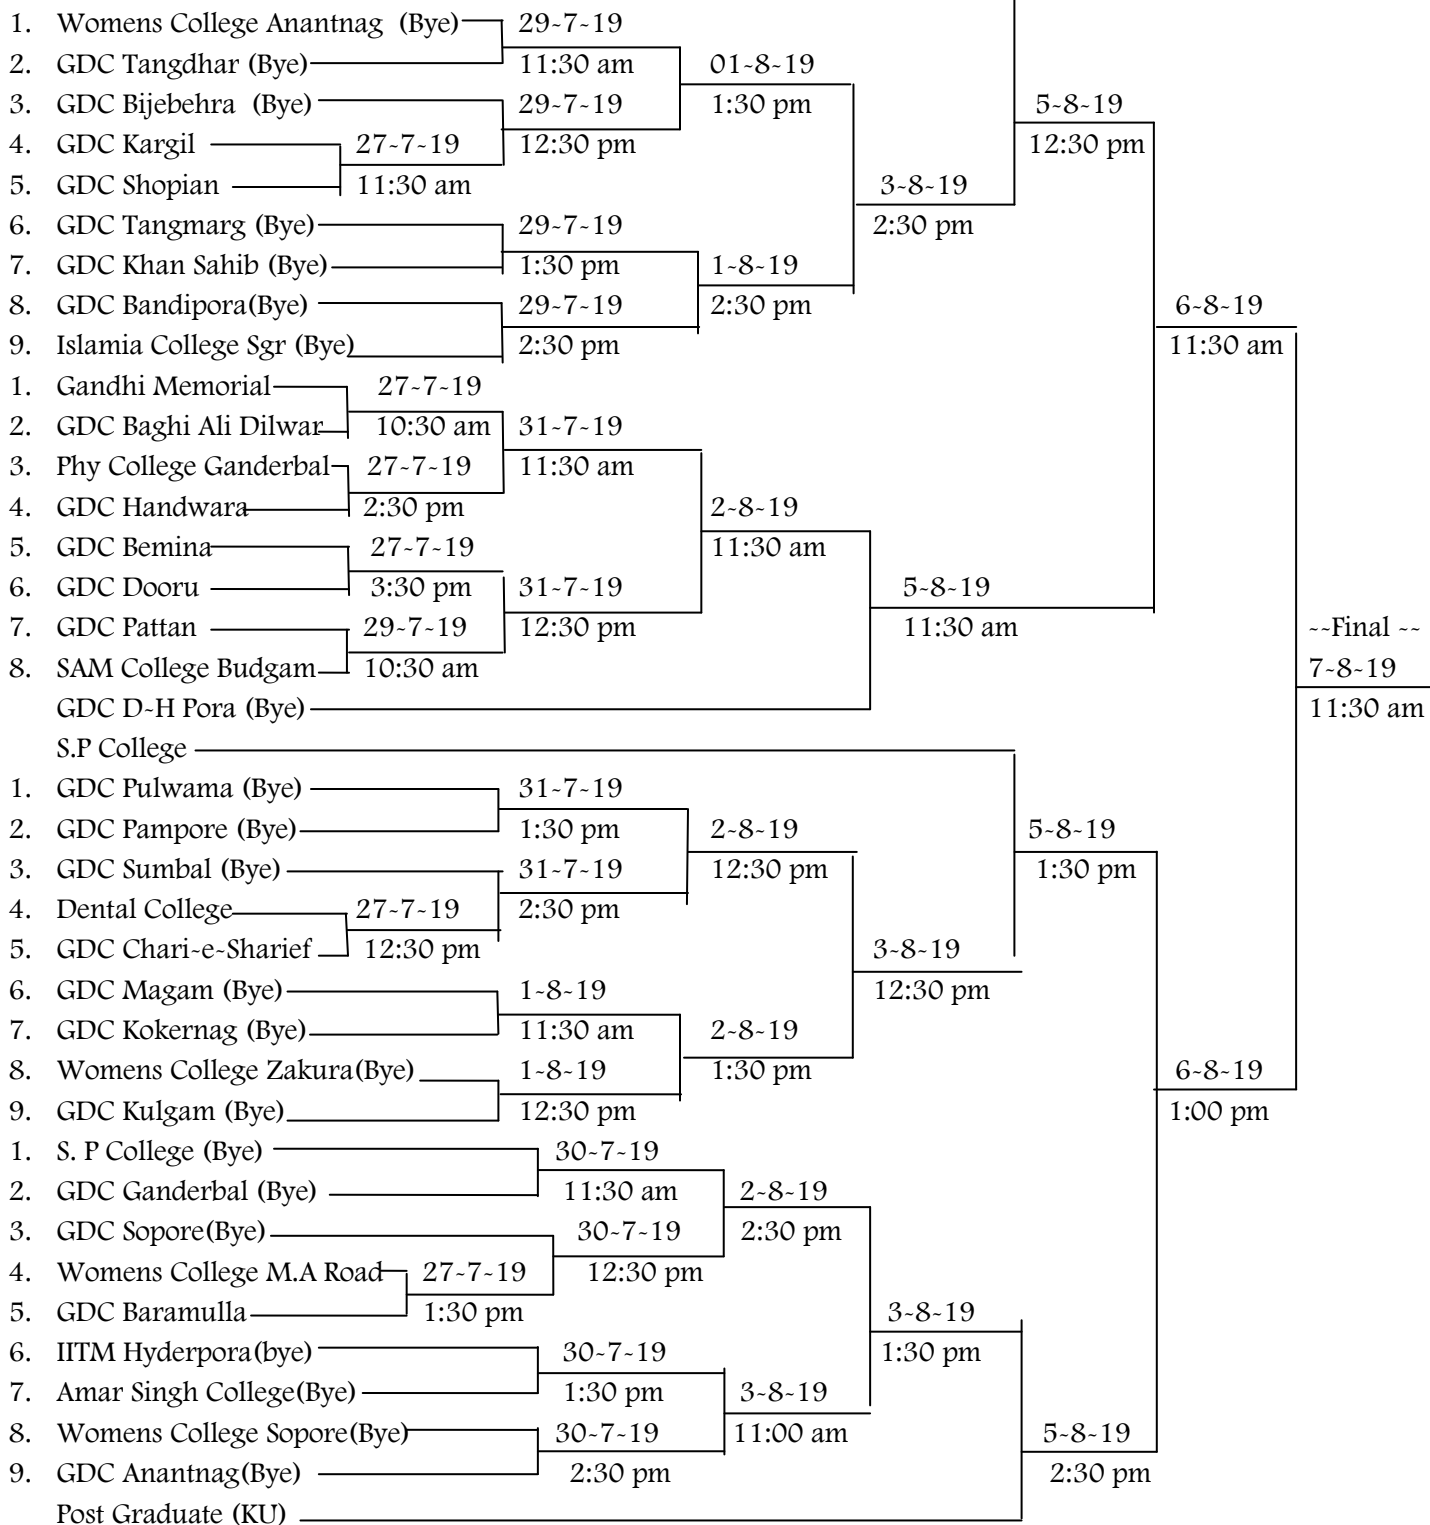 1. Womens College Anantnag (Bye) 29-7-19
2. GDC Tangdhar (Bye) 11:30 am 01-8-19
3. GDC Bijebehra (Bye) 29-7-19 1:30 pm 5-8-19
4. GDC Kargil 27-7-19 12:30 pm 12:30 pm
5. GDC Shopian 11:30 am 3-8-19
6. GDC Tangmarg (Bye) 29-7-19 2:30 pm
7. GDC Khan Sahib (Bye) 1:30 pm 1-8-19
8. GDC Bandipora(Bye) 29-7-19 2:30 pm 6-8-19
9. Islamia College Sgr (Bye) 2:30 pm 11:30 am
1. Gandhi Memorial 27-7-19
2. GDC Baghi Ali Dilwar 10:30 am 31-7-19
3. Phy College Ganderbal 27-7-19 11:30 am
4. GDC Handwara 2:30 pm 2-8-19
5. GDC Bemina 27-7-19 11:30 am
6. GDC Dooru 3:30 pm 31-7-19 5-8-19
7. GDC Pattan 29-7-19 12:30 pm 11:30 am --Final --
8. SAM College Budgam 10:30 am 7-8-19
GDC D-H Pora (Bye) 11:30 am
S.P College
1. GDC Pulwama (Bye) 31-7-19
2. GDC Pampore (Bye) 1:30 pm 2-8-19 5-8-19
3. GDC Sumbal (Bye) 31-7-19 12:30 pm 1:30 pm
4. Dental College 27-7-19 2:30 pm
5. GDC Chari-e-Sharief 12:30 pm 3-8-19
6. GDC Magam (Bye) 1-8-19 12:30 pm
7. GDC Kokernag (Bye) 11:30 am 2-8-19
8. Womens College Zakura(Bye) 1-8-19 1:30 pm 6-8-19
9. GDC Kulgam (Bye) 12:30 pm 1:00 pm
1. S. P College (Bye) 30-7-19
2. GDC Ganderbal (Bye) 11:30 am 2-8-19
3. GDC Sopore(Bye) 30-7-19 2:30 pm
4. Womens College M.A Road 27-7-19 12:30 pm
5. GDC Baramulla 1:30 pm 3-8-19
6. IITM Hyderpora(bye) 30-7-19 1:30 pm
7. Amar Singh College(Bye) 1:30 pm 3-8-19
8. Womens College Sopore(Bye) 30-7-19 11:00 am 5-8-19
9. GDC Anantnag(Bye) 2:30 pm 2:30 pm
Post Graduate (KU)